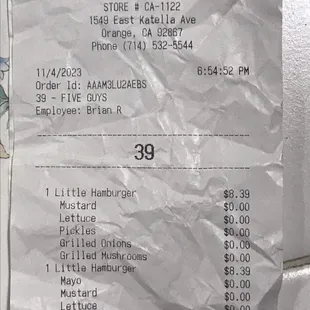 STORE # CA-1122
1549 East Katella Ave
Orange, CA 92867
Phone (714) 532-5544
11/4/2023 6:54:52 PM
Order Id: AAAM3LU2AEBS
39 - FIVE GUYS
Employee: Brian R
39
1 Little Hamburger $8.39
Mustard $0.00
Lettuce $0.00
Pickles $0.00
Grilled Onions $0.00
Grilled Mushrooms $0.00
1 Little Hamburger $8.39
Mayo $0.00
Mustard $0.00
Lettuce $0.00